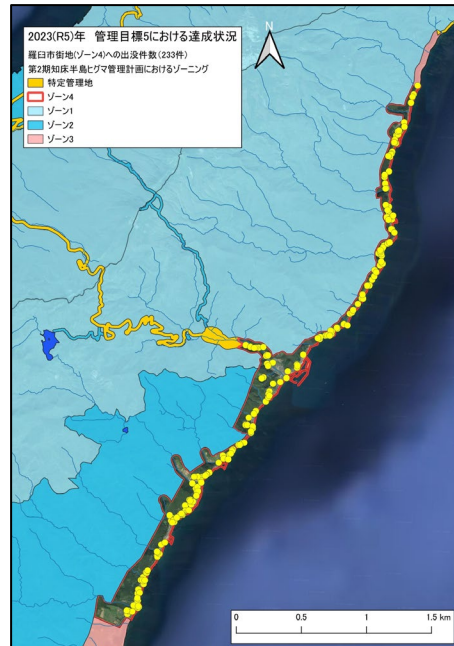 2023(R5)年 管理目標5における達成状況
羅臼市街地(ゾーン4)への出没件数(233件)
第2期知床半島ヒグマ管理計画におけるゾーニング
特定管理地
ゾーン4
ゾーン1
ゾーン2
ゾーン3
N
0 0.5 1 1.5 km